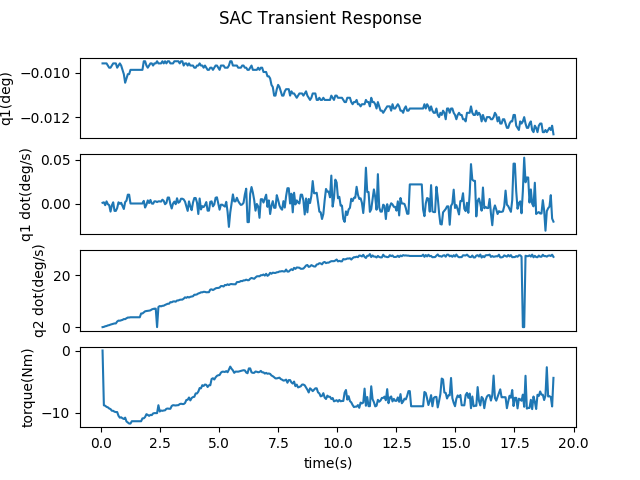 SAC Transient Response
−0.010
−0.012
q1(deg)
0.05
0.00
q1 dot(deg/s)
20
0
q2 dot(deg/s)
0
−10
torque(Nm)
0.0 2.5 5.0 7.5 10.0 12.5 15.0 17.5 20.0
time(s)